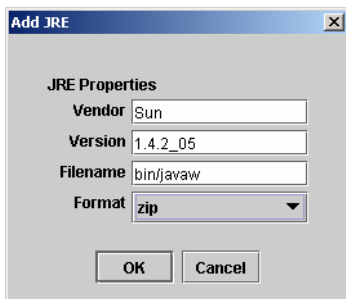 Add JRE
JRE Properties
Vendor Sun
Version 1.4.2_05
Filename bin/javaw
Format zip
OK Cancel